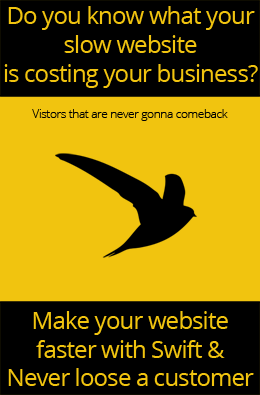 Do you know what your
slow website
is costing your business?
Vistors that are never gonna comeback
Make your website
faster with Swift &
Never loose a customer